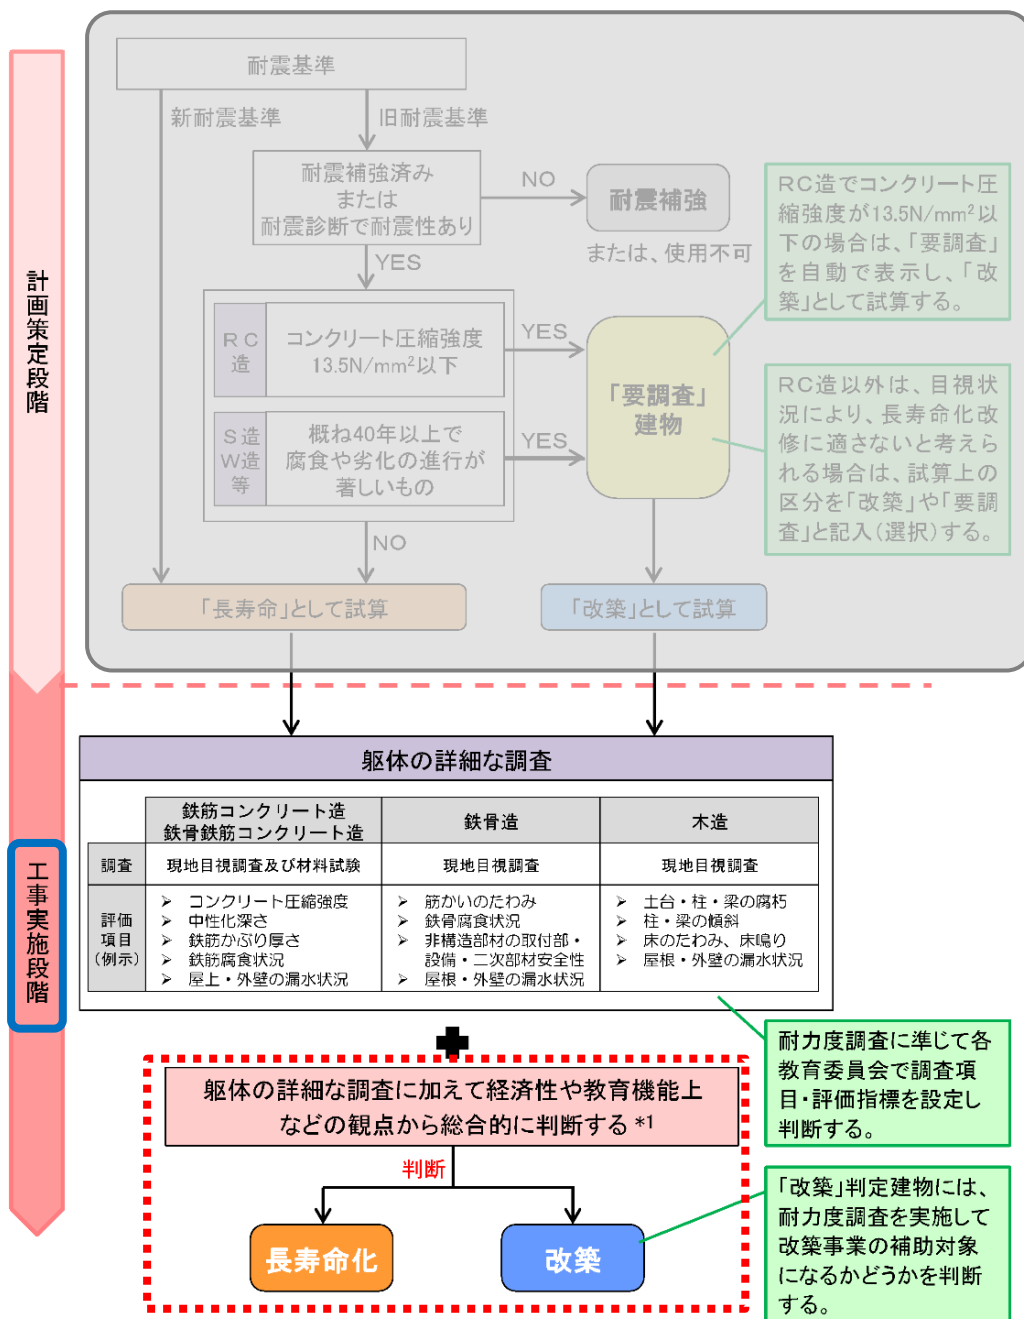 計画策定段階
耐震基準
新耐震基準
旧耐震基準
耐震補強済み
または
耐震診断で耐震性あり
NO
耐震補強
または、使用不可
YES
RC
造
コンクリート圧縮強度
13.5N/mm²以下
YES
S造
W造
等
概ね40年以上で
腐食や劣化の進行が
著しいもの
YES
「要調査」
建物
NO
「長寿命」として試算
「改築」として試算
RC造でコンクリート圧
縮強度が13.5N/mm²以
下の場合は、「要調査」
を自動で表示し、「改
築」として試算する。
RC造以外は、目視状
況により、長寿命化改
修に適さないと考えら
れる場合は、試算上の
区分を「改築」や「要調
査」と記入(選択)する。
工事実施段階
躯体の詳細な調査
鉄筋コンクリート造
鉄骨鉄筋コンクリート造
鉄骨造
木造
調査
現地目視調査及び材料試験
現地目視調査
現地目視調査
評価
項目
(例示)
➢ コンクリート圧縮強度
➢ 中性化深さ
➢ 鉄筋かぶり厚さ
➢ 鉄筋腐食状況
➢ 屋上・外壁の漏水状況
➢ 筋かいのたわみ
➢ 鉄骨腐食状況
➢ 非構造部材の取付部・
設備・二次部材安全性
➢ 屋根・外壁の漏水状況
➢ 土台・柱・梁の腐朽
➢ 柱・梁の傾斜
➢ 床のたわみ、床鳴り
➢ 屋根・外壁の漏水状況
耐力度調査に準じて各
教育委員会で調査項
目・評価指標を設定し
判断する。
躯体の詳細な調査に加えて経済性や教育機能上
などの観点から総合的に判断する *1
判断
長寿命化
改築
「改築」判定建物には、
耐力度調査を実施して
改築事業の補助対象
になるかどうかを判断
する。